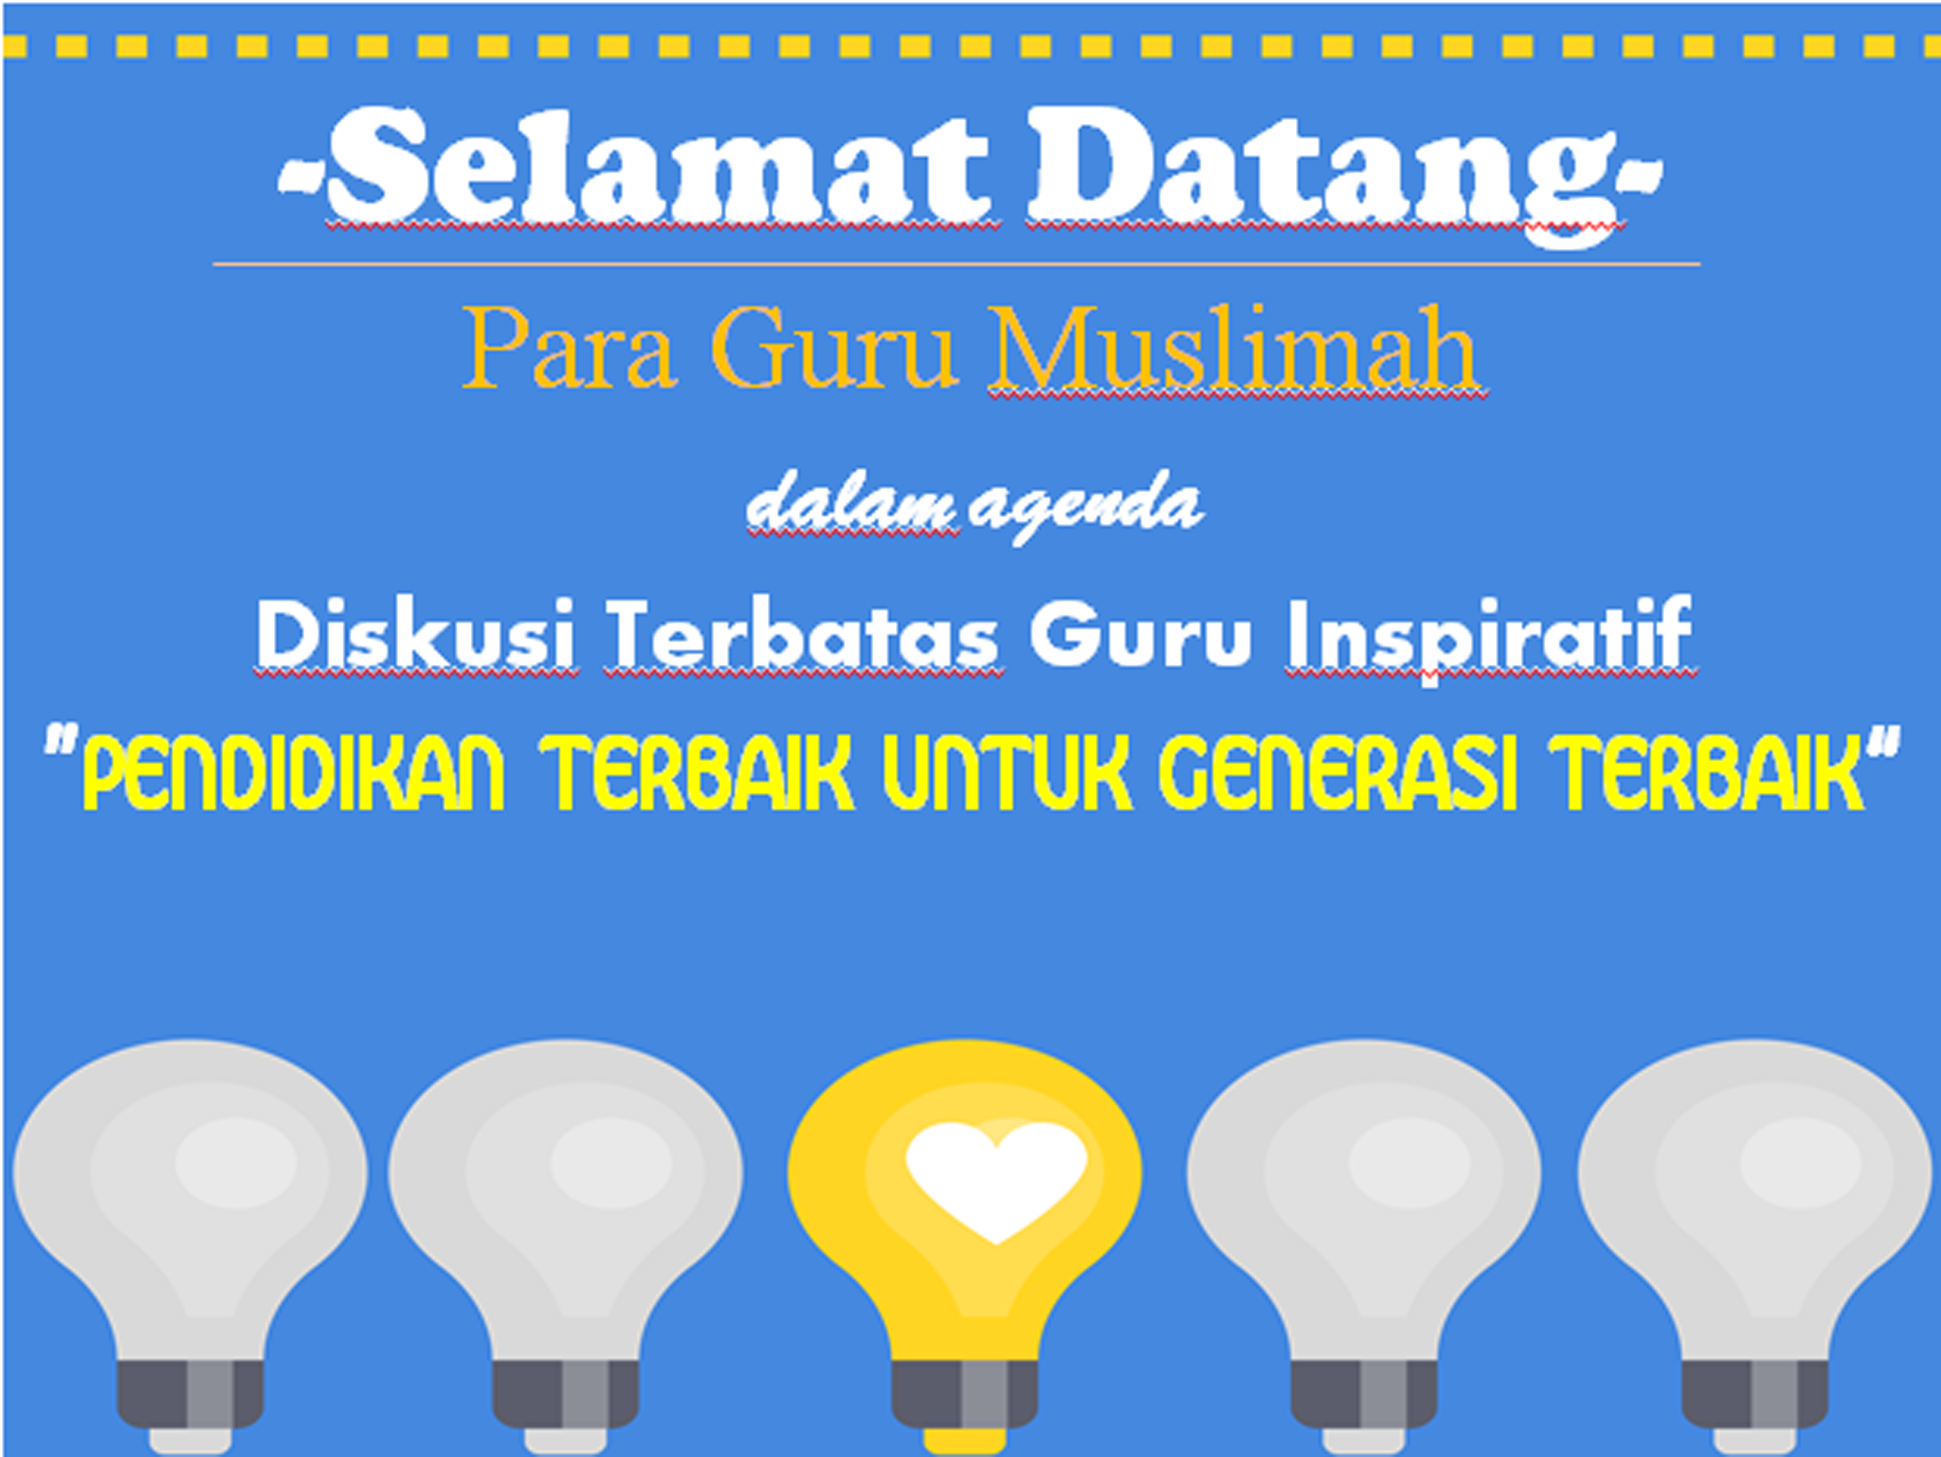 -Selamat Datang-
Para Guru Muslimah
dalam agenda
Diskusi Terbatas Guru Inspiratif
"PENDIDIKAN TERBAIK UNTUK GENERASI TERBAIK"